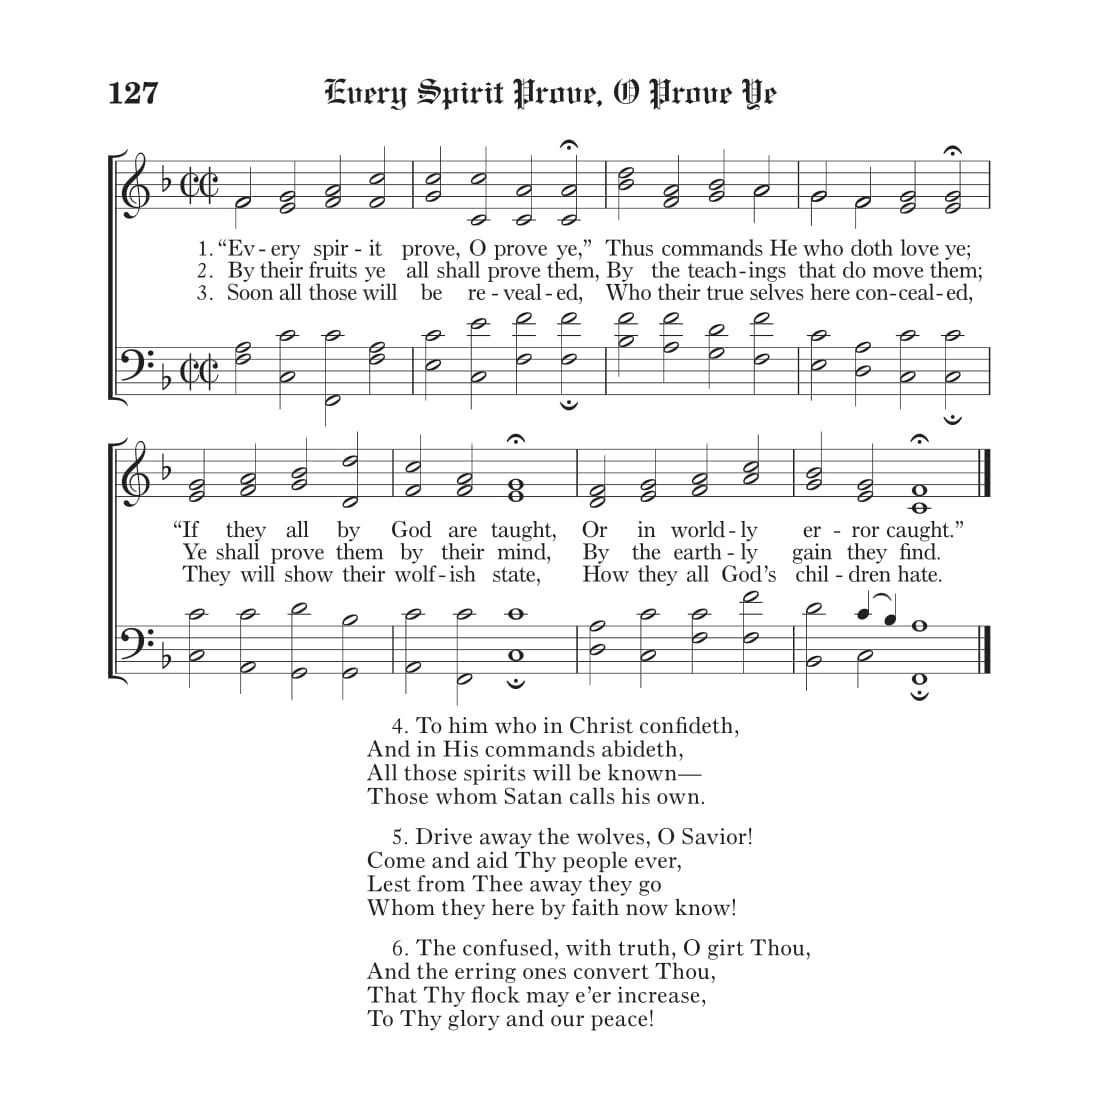 127 Every Spirit Prove, O Prove Ye
1. “Ev - ery spir - it prove, O prove ye,” Thus commands He who doth love ye;
2. By their fruits ye all shall prove them, By the teach - ings that do move them;
3. Soon all those will be re - veal - ed, Who their true selves here con - ceal - ed,
“If they all by God are taught, Or in world - ly er - ror caught.”
Ye shall prove them by their mind, By the earth - ly gain they find.
They will show their wolf - ish state, How they all God’s chil - dren hate.
4. To him who in Christ confideth,
And in His commands abideth,
All those spirits will be known—
Those whom Satan calls his own.
5. Drive away the wolves, O Savior!
Come and aid Thy people ever,
Lest from Thee away they go
Whom they here by faith now know!
6. The confused, with truth, O girt Thou,
And the erring ones convert Thou,
That Thy flock may e’er increase,
To Thy glory and our peace!